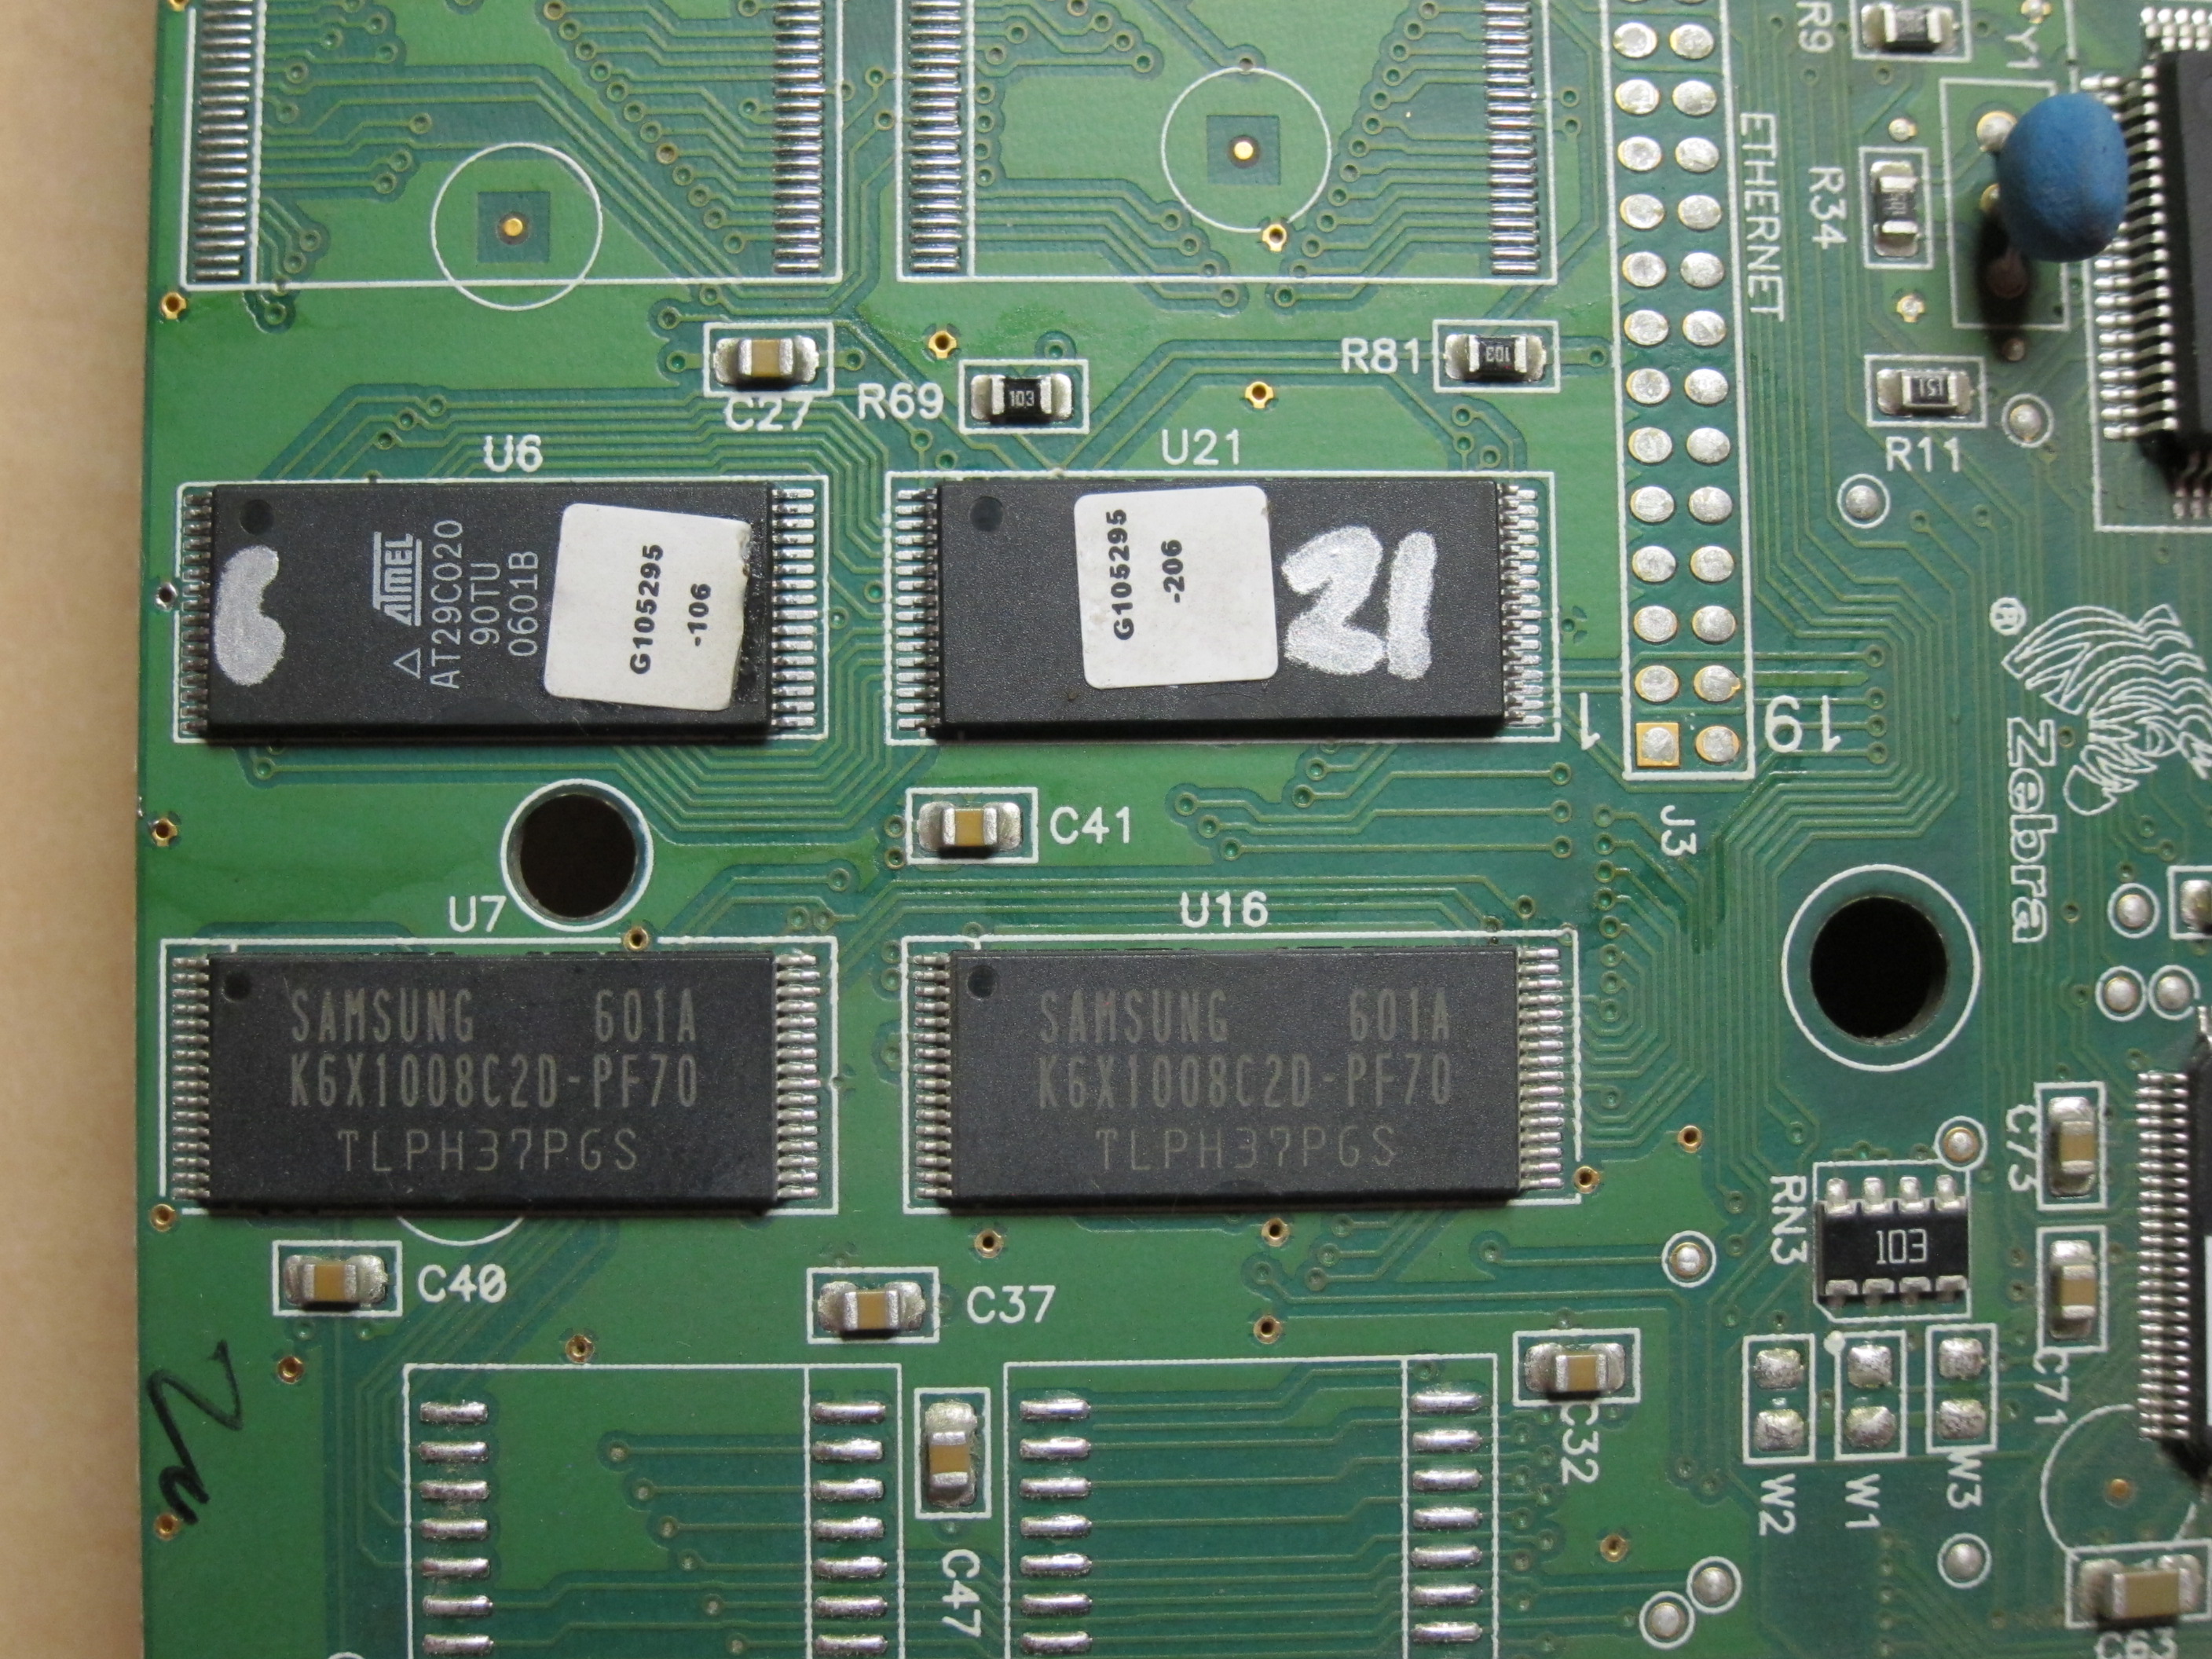 R9
Y1
ETHERNET
R34
C27
R69
103
R81
103
151
R11
U6
U21
ATMEL
AT29C020
90TU
0601B
G1052295
-106
G1052295
-206
21
1
19
J3
®
Zebra
C41
U7
U16
SAMSUNG 601A
K6X1008C2D-PF70
TLPH37PGS
SAMSUNG 601A
K6X1008C2D-PF70
TLPH37PGS
C73
RN3
103
C40
C37
C71
C32
W2
W1
W3
C47